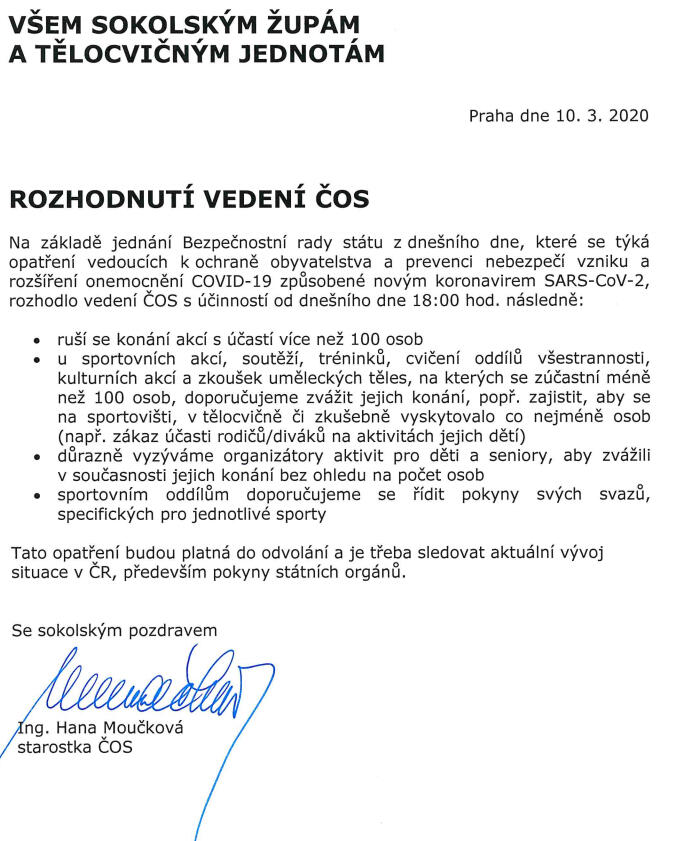 VŠEM SOKOLSKÝM ŽUPÁM
A TĚLOCVIČNÝM JEDNOTÁM
Praha dne 10. 3. 2020
ROZHODNUTÍ VEDENÍ ČOS
Na základě jednání Bezpečnostní rady státu z dnešního dne, které se týká
opatření vedoucích k ochraně obyvatelstva a prevenci nebezpečí vzniku a
rozšíření onemocnění COVID-19 způsobené novým koronavirem SARS-CoV-2,
rozhodlo vedení ČOS s účinností od dnešního dne 18:00 hod. následně:
• ruší se konání akcí s účastí více než 100 osob
• u sportovních akcí, soutěží, tréninků, cvičení oddílů všestrannosti,
kulturních akcí a zkoušek uměleckých těles, na kterých se zúčastní méně
než 100 osob, doporučujeme zvážit jejich konání, popř. zajistit, aby se
na sportovišti, v tělocvičně či zkušebně vyskytovalo co nejméně osob
(např. zákaz účasti rodičů/diváků na aktivitách jejich dětí)
• důrazně vyzýváme organizátory aktivit pro děti a seniory, aby zvážili
v současnosti jejich konání bez ohledu na počet osob
• sportovním oddílům doporučujeme se řídit pokyny svých svazů,
specifických pro jednotlivé sporty
Tato opatření budou platná do odvolání a je třeba sledovat aktuální vývoj
situace v ČR, především pokyny státních orgánů.
Se sokolským pozdravem
Ing. Hana Moučková
starostka ČOS